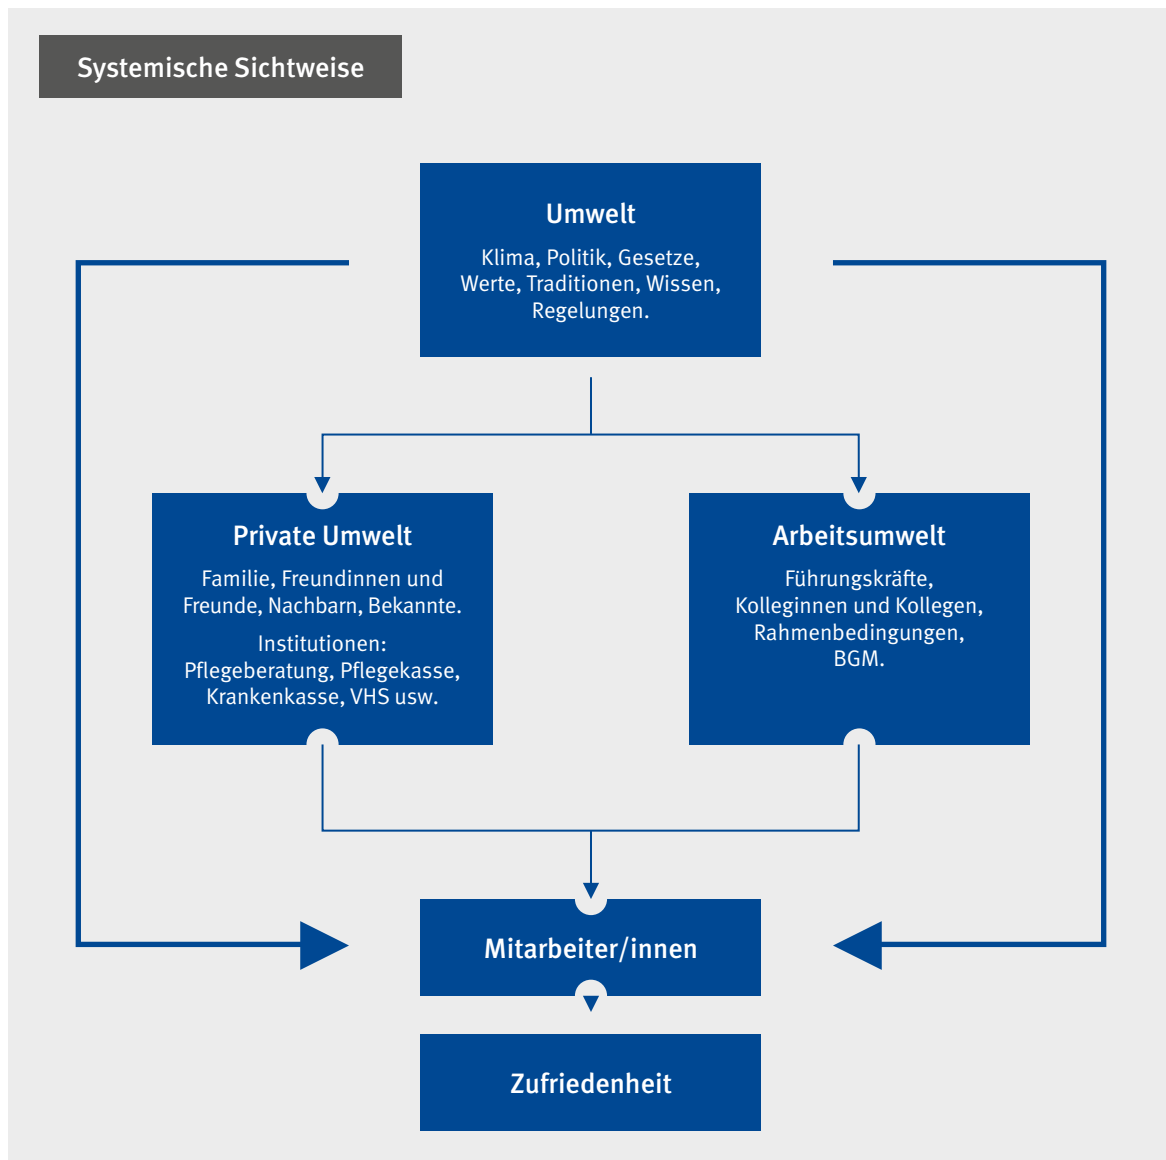 Systemische Sichtweise
Umwelt
Klima, Politik, Gesetze,
Werte, Traditionen, Wissen,
Regelungen.
Private Umwelt
Familie, Freundinnen und
Freunde, Nachbarn, Bekannte.
Institutionen:
Pflegeberatung, Pflegekasse,
Krankenkasse, VHS usw.
Arbeitsumwelt
Führungskräfte,
Kolleginnen und Kollegen,
Rahmenbedingungen,
BGM.
Mitarbeiter/innen
Zufriedenheit